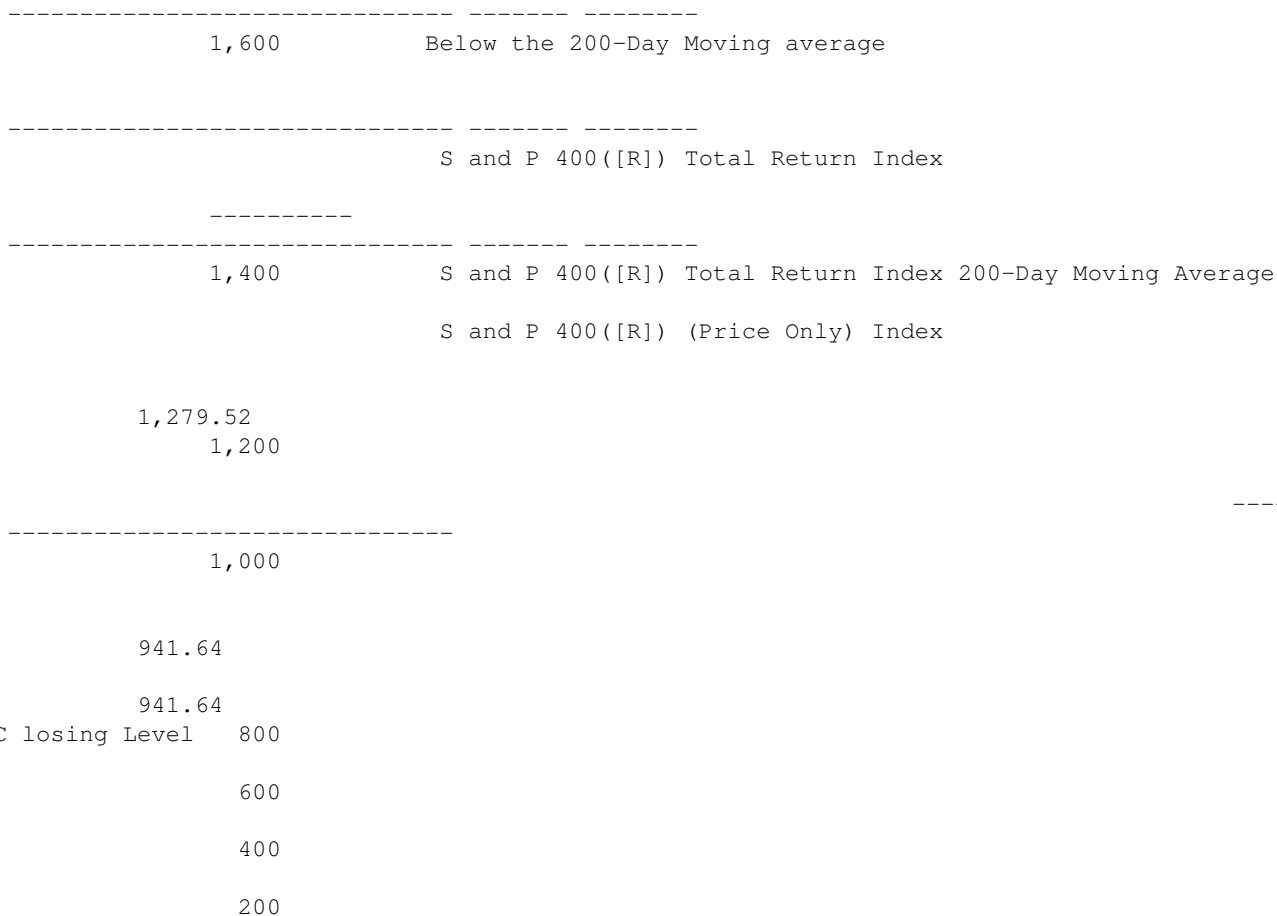 ------------------------------- ------- --------
1,600 Below the 200-Day Moving average
------------------------------- ------- --------
S and P 400([R]) Total Return Index
----------
------------------------------- ------- --------
1,400 S and P 400([R]) Total Return Index 200-Day Moving Average
S and P 400([R]) (Price Only) Index
1,279.52
1,200
----
-------------------------------
1,000
941.64
941.64
C losing Level 800
600
400
200